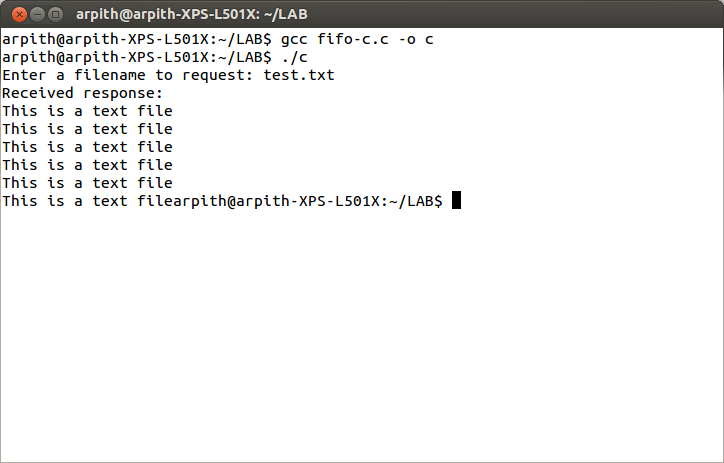 arpith@arpith-XPS-L501X: ~/LAB
arpith@arpith-XPS-L501X:~/LAB$ gcc fifo-c.c -o c
arpith@arpith-XPS-L501X:~/LAB$ ./c
Enter a filename to request: test.txt
Received response:
This is a text file
This is a text file
This is a text file
This is a text file
This is a text file
This is a text filearpith@arpith-XPS-L501X:~/LAB$